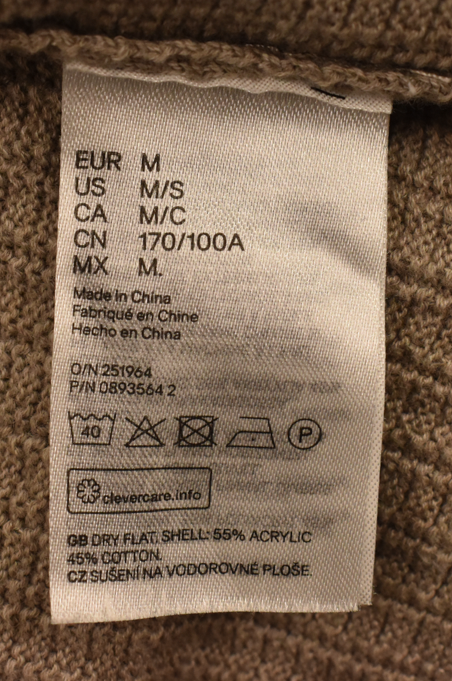 EUR M
US M/S
CA M/C
CN 170/100A
MX M.
Made in China
Fabriqué en Chine
Hecho en China
O/N 251964
P/N 0893564 2
40
P
clevercare.info
GB DRY FLAT, SHELL: 55% ACRYLIC
45% COTTON.
CZ SUŠENÍ NA VODOROVNÉ PLOŠE